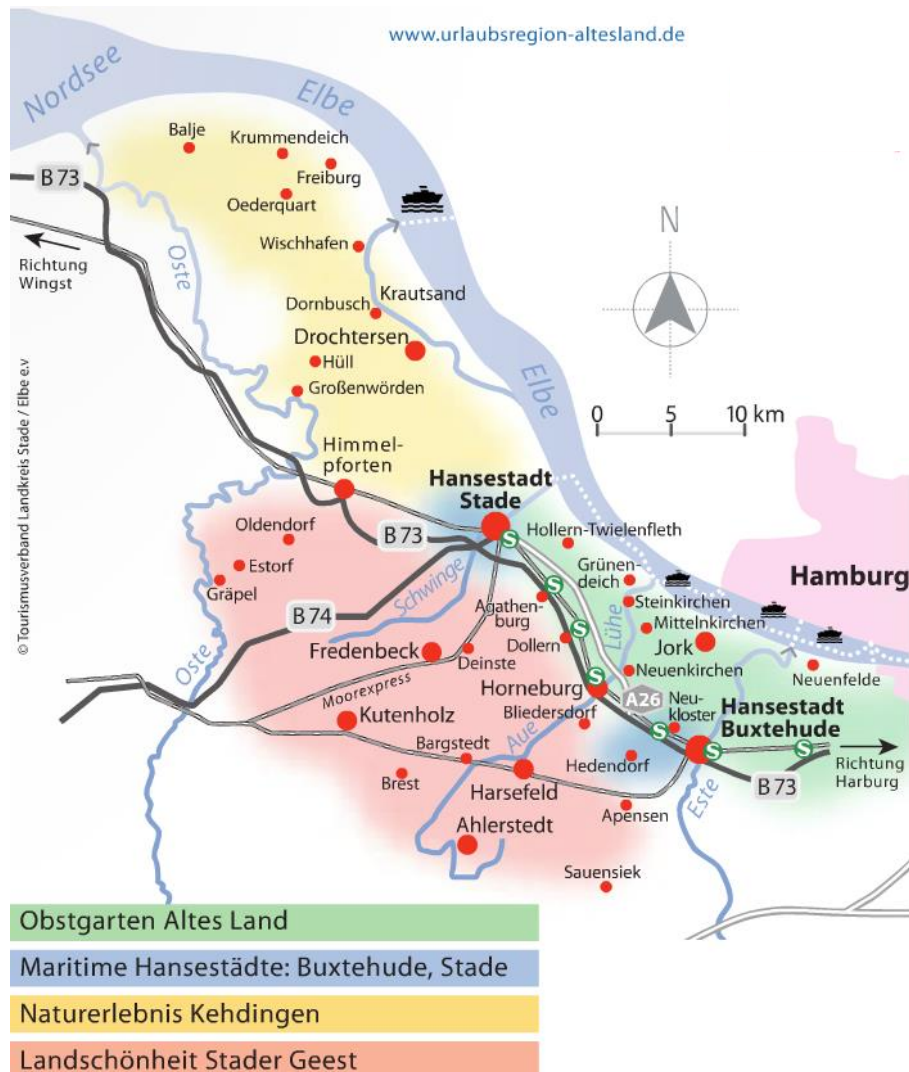 www.urlaubsregion-altesland.de
Nordsee
Elbe
Balje
Krummendeich
Freiburg
B 73
Oederquart
N
Wischhafen
Oste
Richtung
Wingst
Krautsand
Dornbusch
Drochtersen
Hüll
Großenwörden
Elbe
0 5 10 km
© Tourismusverband Landkreis Stade / Elbe e.v
Himmel-
pforten
Hansestadt
Stade
Oldendorf
B 73
Hollern-Twielenfleth
Estorf
Gräpel
Schwinge
S
Grünen-
deich
Hamburg
B 74
S
Agathen-
burg
Steinkirchen
Lühe
Mittelnkirchen
S
Dollern
Jork
Oste
Fredenbeck
Deinste
Neuenkirchen
Neuenfelde
Moorexpress
S
Horneburg
A26
Neu-
kloster
Hansestadt
Buxtehude
Kutenholz
Bliedersdorf
Aue
S
S
S
Bargstedt
Hedendorf
Richtung
Harburg
Brest
Harsefeld
B 73
Este
Apensen
Ahlerstedt
Sauensiek
Obstgarten Altes Land
Maritime Hansestädte: Buxtehude, Stade
Naturerlebnis Kehdingen
Landschönheit Stader Geest